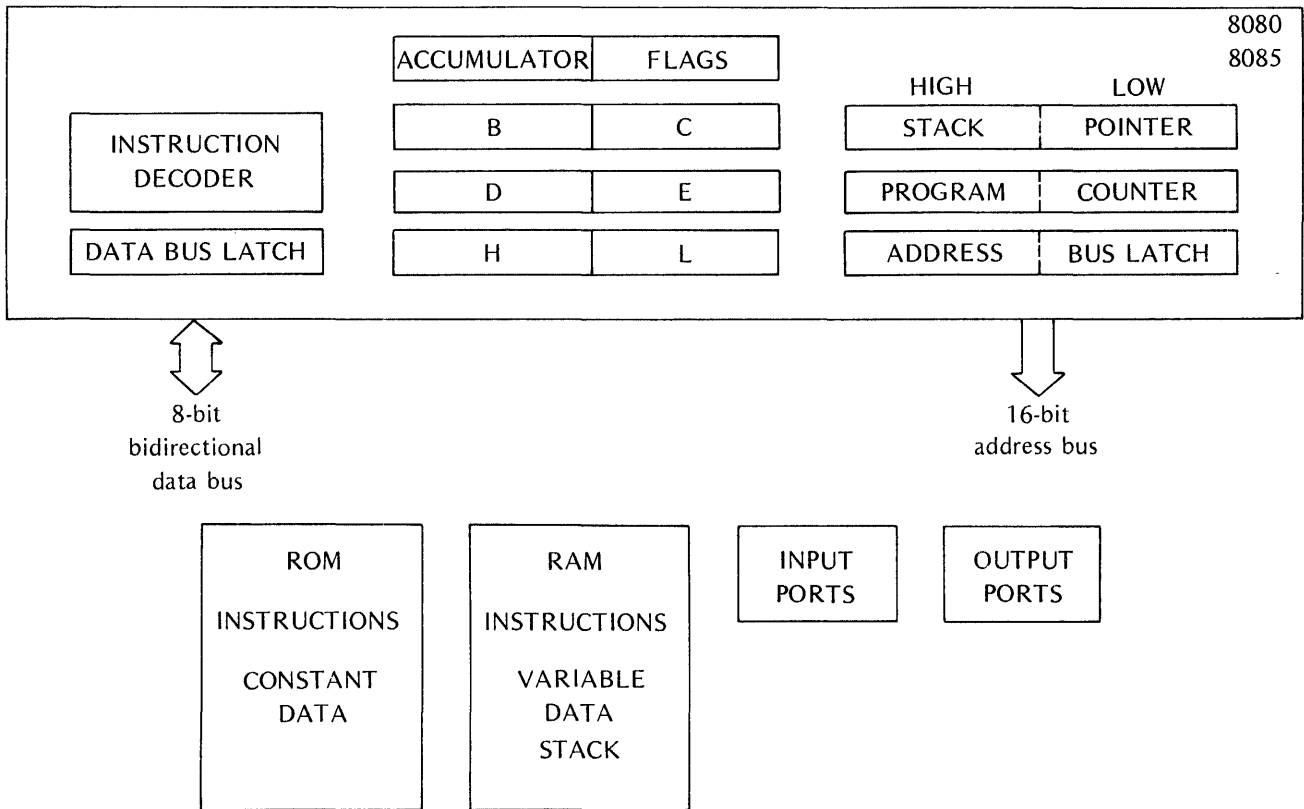 8080
8085
ACCUMULATOR FLAGS
HIGH LOW
INSTRUCTION
DECODER
B C
STACK POINTER
D E
PROGRAM COUNTER
DATA BUS LATCH
H L
ADDRESS BUS LATCH
8-bit
bidirectional
data bus
16-bit
address bus
ROM
INSTRUCTIONS
CONSTANT
DATA
RAM
INSTRUCTIONS
VARIABLE
DATA
STACK
INPUT
PORTS
OUTPUT
PORTS